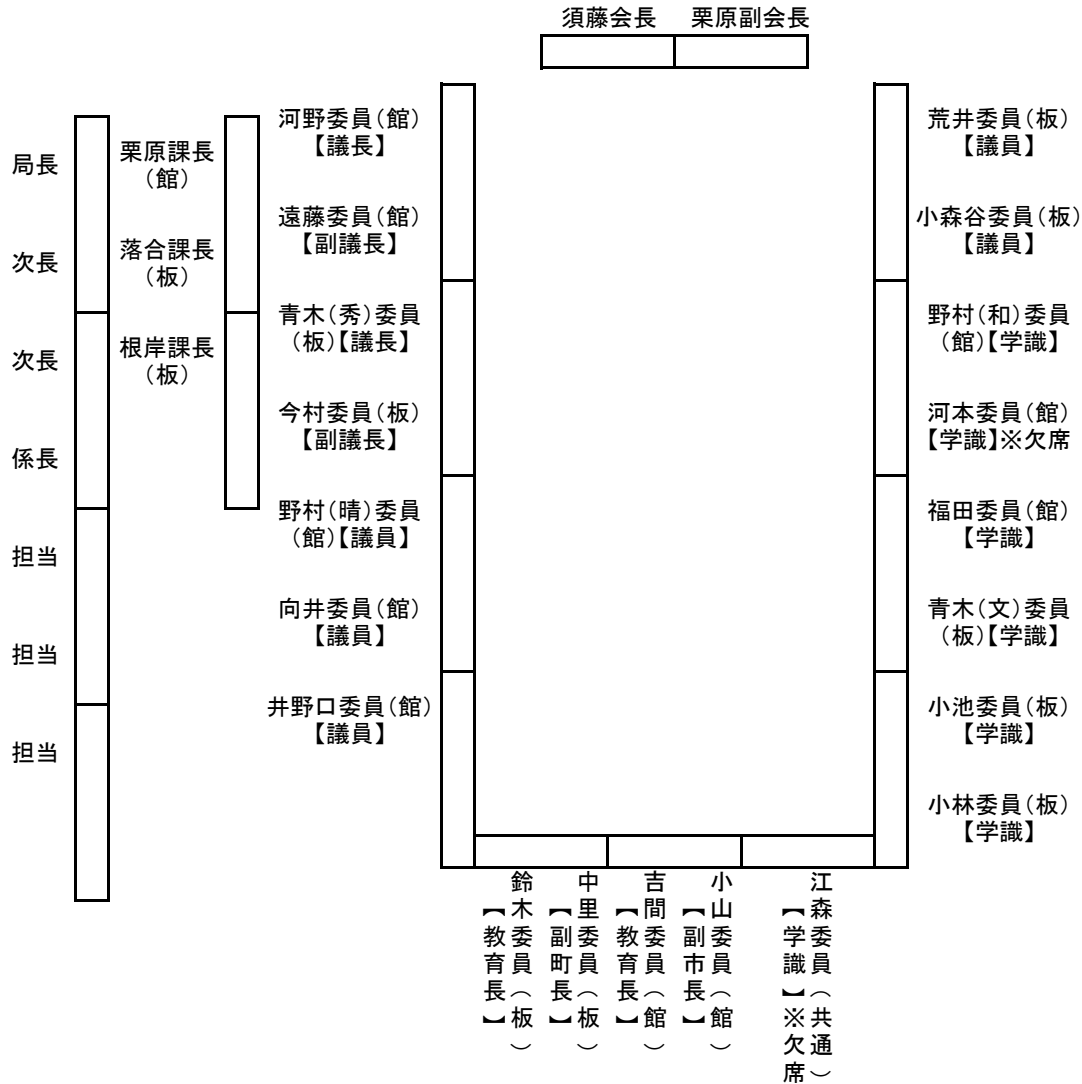 須藤会長　栗原副会長
局長
次長
次長
係長
担当
担当
担当
栗原課長
（館）
落合課長
（板）
根岸課長
（板）
河野委員（館）
【議長】
遠藤委員（館）
【副議長】
青木（秀）委員
（板）【議長】
今村委員（板）
【副議長】
野村（晴）委員
（館）【議員】
向井委員（館）
【議員】
井野口委員（館）
【議員】
荒井委員（板）
【議員】
小森谷委員（板）
【議員】
野村（和）委員
（館）【学識】
河本委員（館）
【学識】※欠席
福田委員（館）
【学識】
青木（文）委員
（板）【学識】
小池委員（板）
【学識】
小林委員（板）
【学識】
鈴木委員（板）
【教育長】
中里委員（板）
【副町長】
吉間委員（館）
【教育長】
小山委員（館）
【副市長】
江森委員（共通）
【学識】※欠席